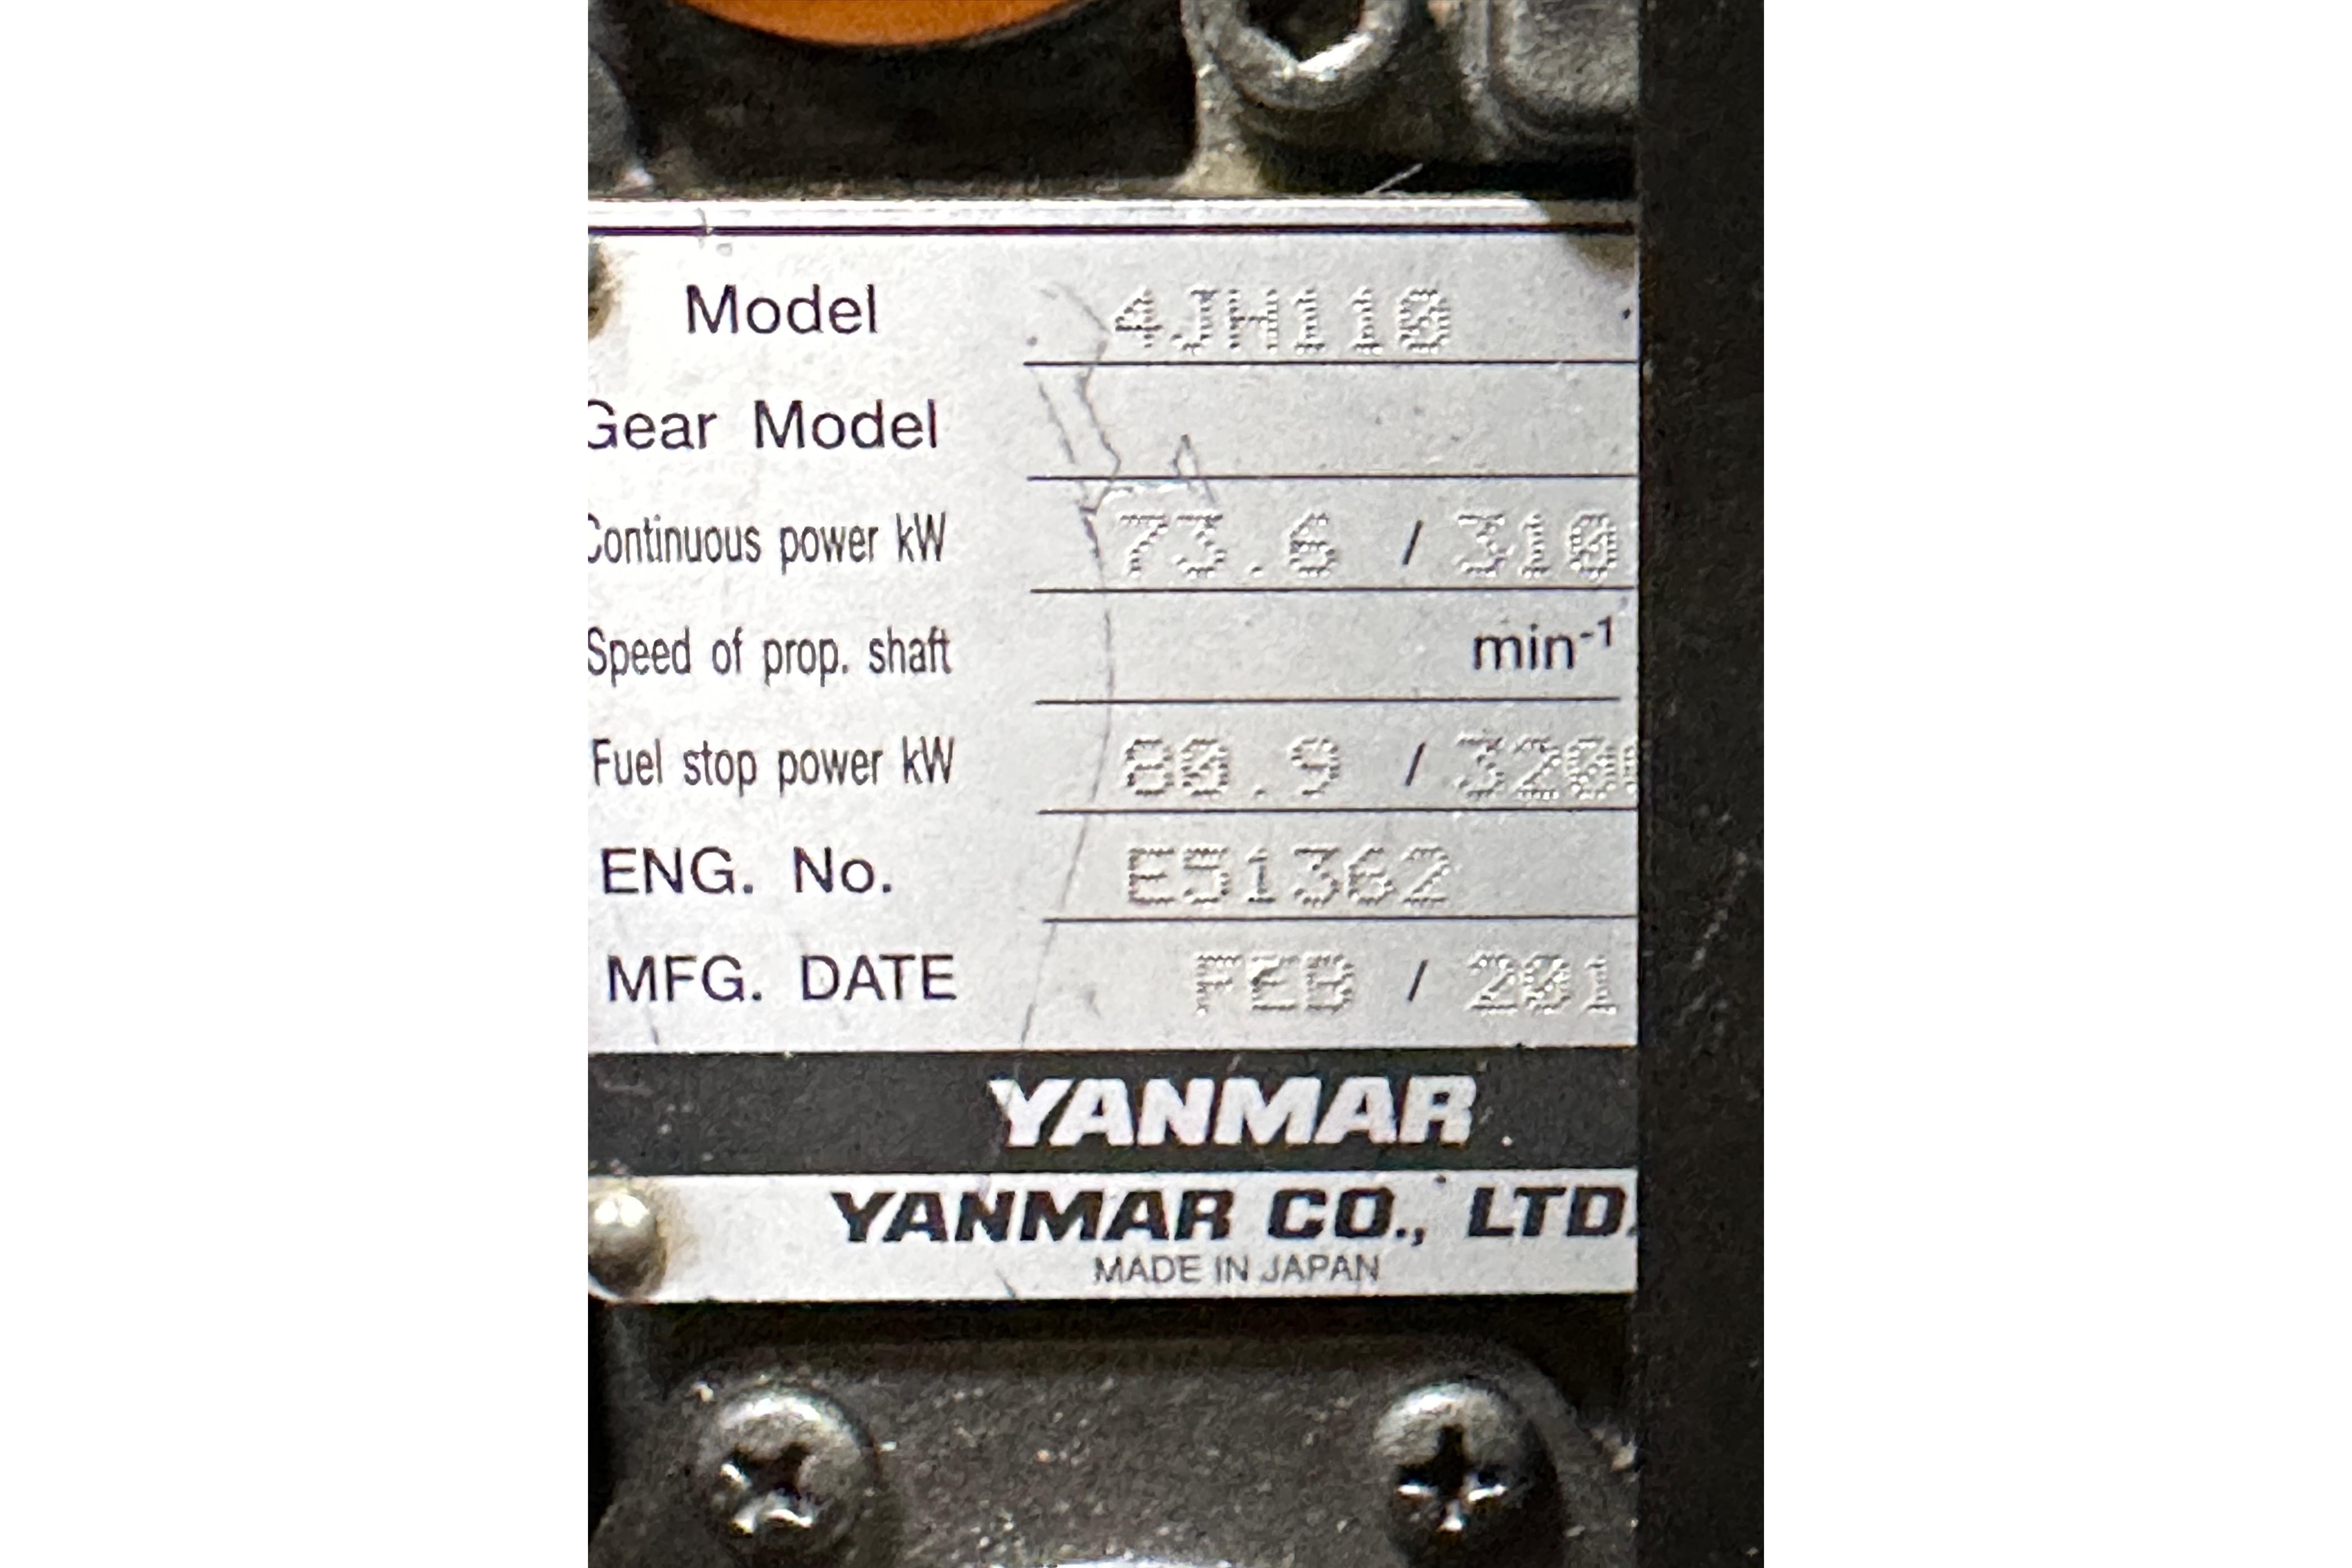 Model 4JH110
Gear Model
Continuous power kW 73.6 / 310
Speed of prop. shaft min-1
Fuel stop power kW 80.9 / 320
ENG. No. E51362
MFG. DATE FEB / 201
YANMAR
YANMAR CO., LTD.
MADE IN JAPAN